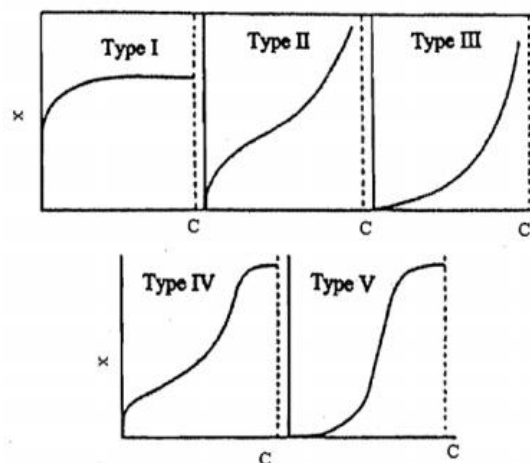 Type I Type II Type III
X
C C C
Type IV Type V
X
C C